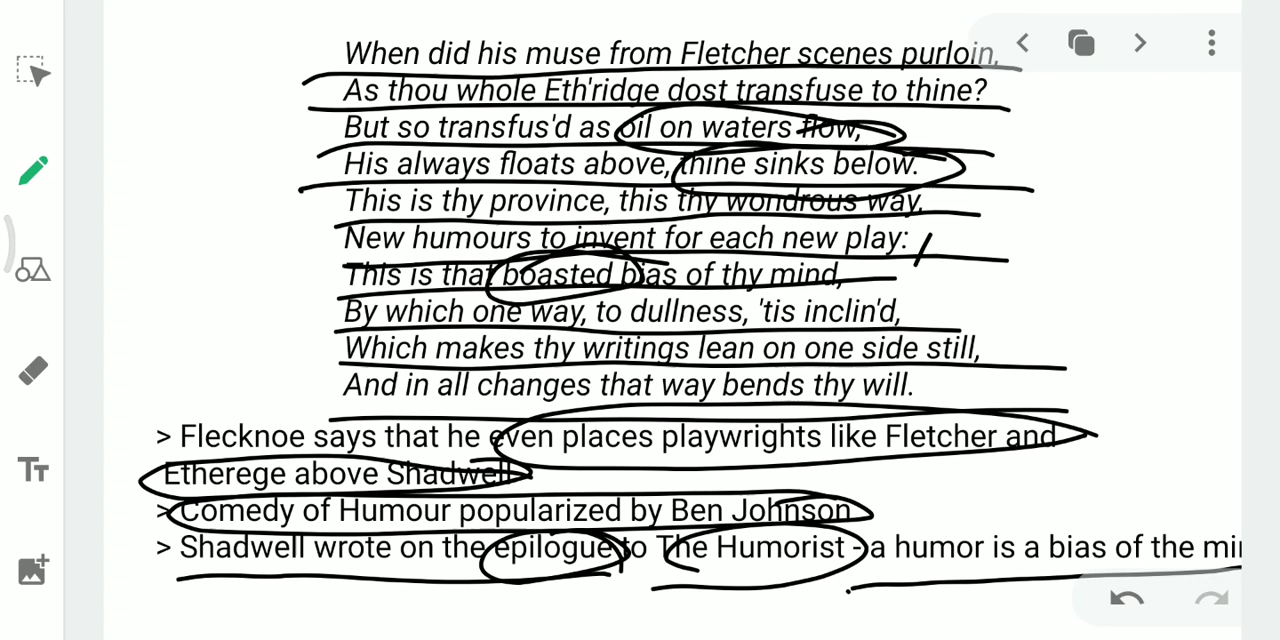 When did his muse from Fletcher scenes purloin,
As thou whole Eth'ridge dost transfuse to thine?
But so transfus'd as oil on waters flow,
His always floats above, thine sinks below.
This is thy province, this thy wondrous way,
New humours to invent for each new play:
This is that boasted bias of thy mind,
By which one way, to dullness, 'tis inclin'd,
Which makes thy writings lean on one side still,
And in all changes that way bends thy will.
> Flecknoe says that he even places playwrights like Fletcher and
Etherege above Shadwell
> Comedy of Humour popularized by Ben Johnson
> Shadwell wrote on the epilogue to The Humorist - a humor is a bias of the
Tт